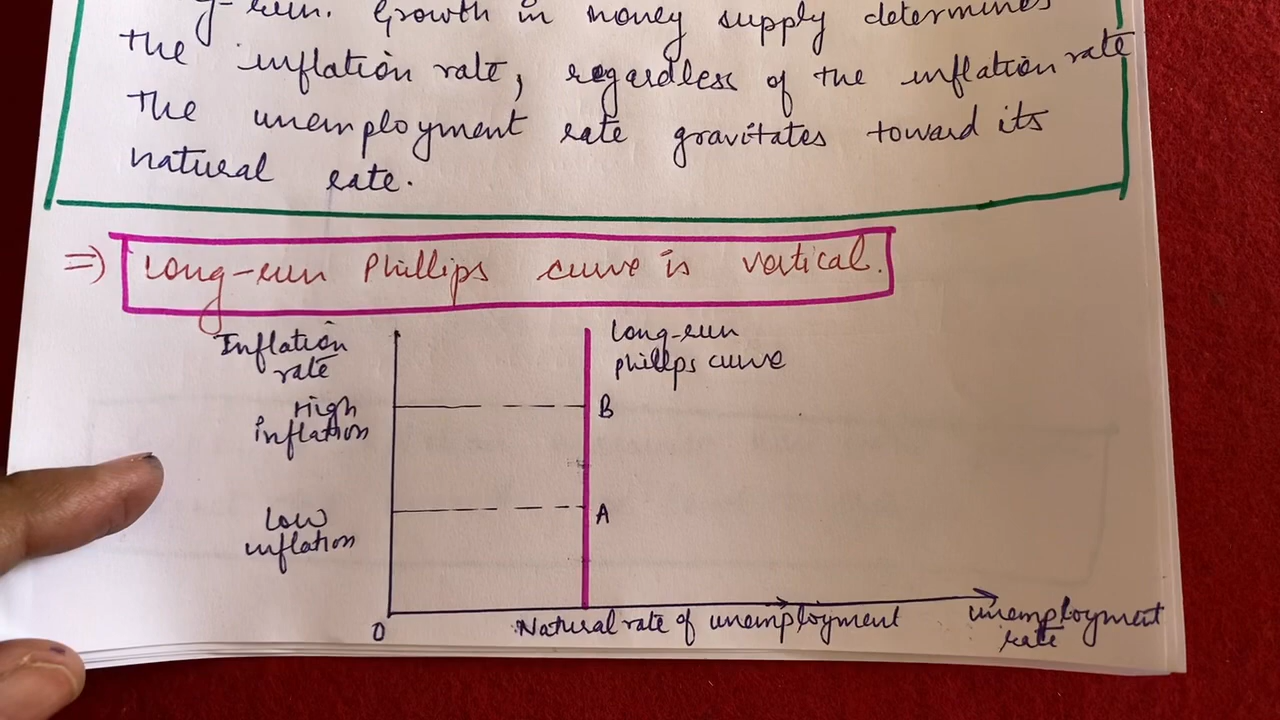 g-run. Growth in money supply determines
the inflation rate, regardless of the inflation rate
the unemployment rate gravitates toward its
natural rate.
=> Long-run Phillips curve is vertical.
Inflation
rate
Long-run
phillips curve
High
inflation
B
Low
inflation
A
0
Natural rate of unemployment
unemployment
rate